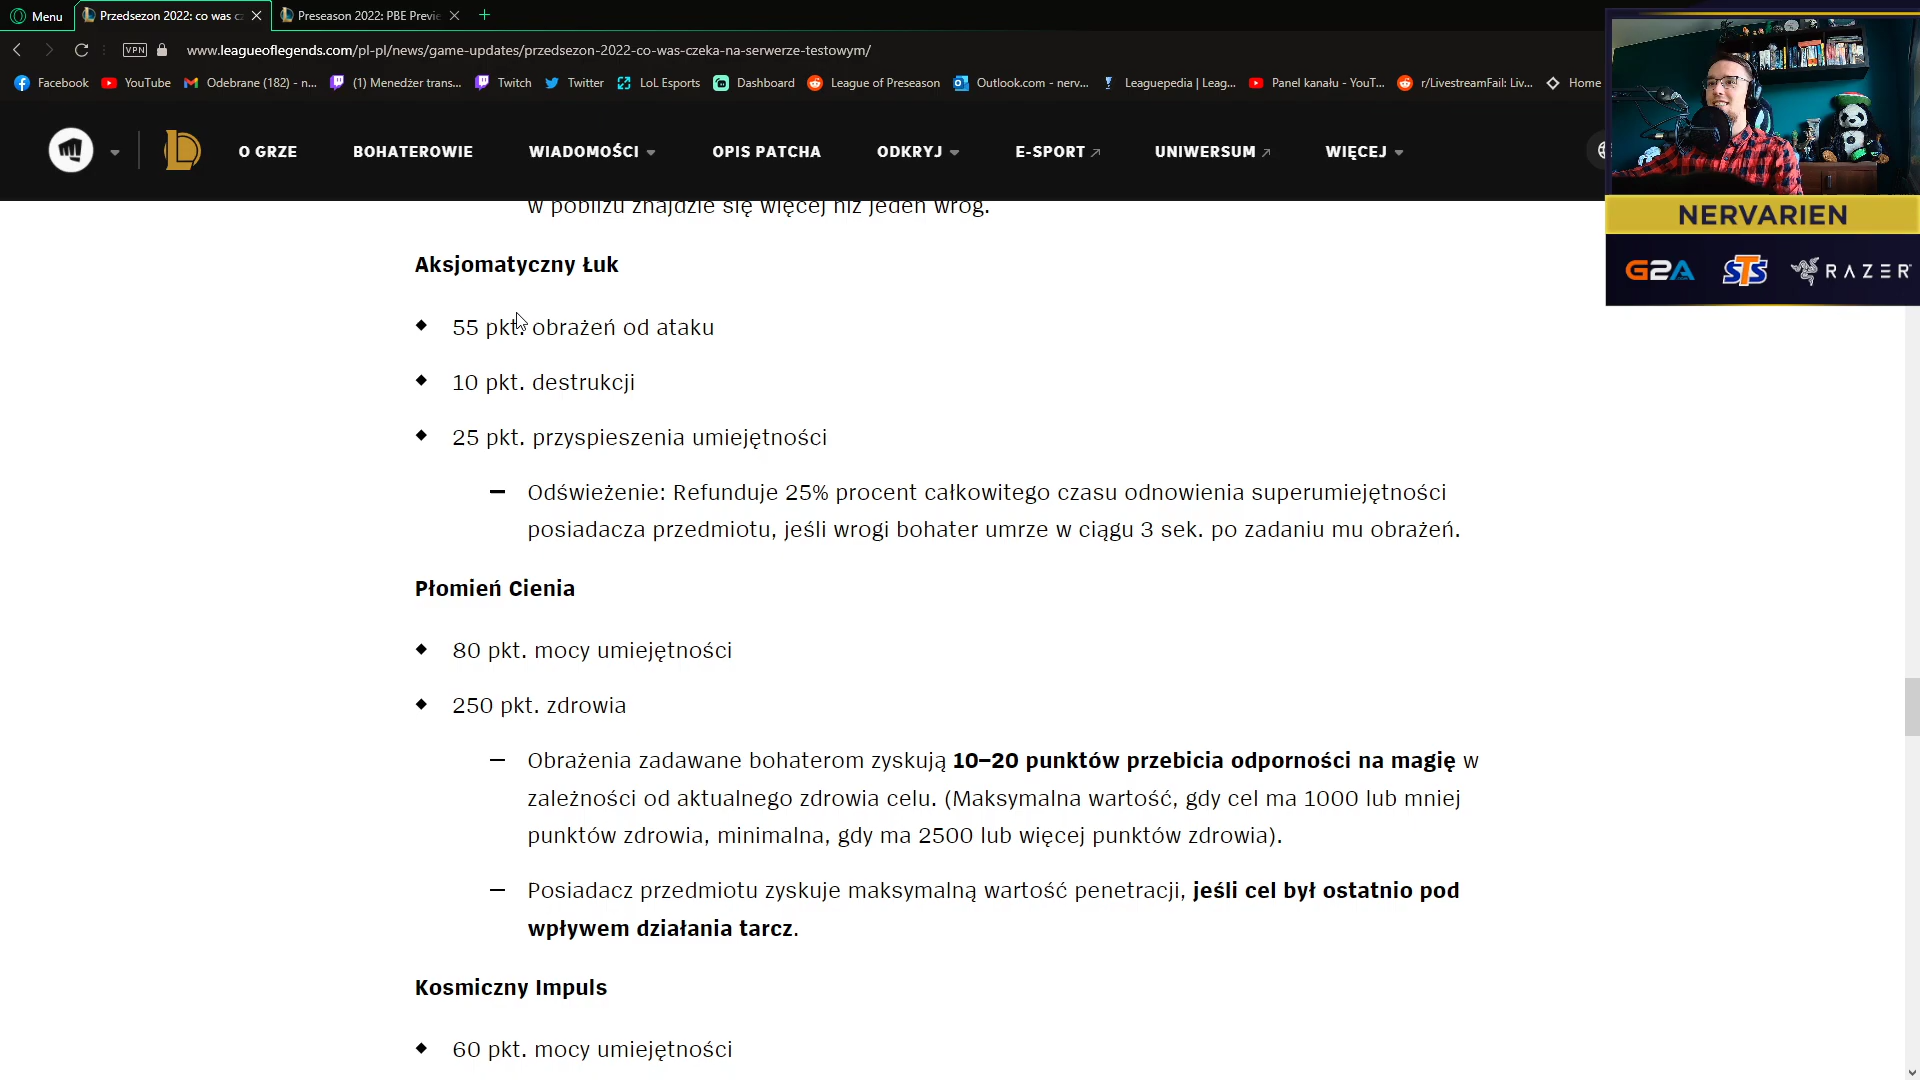 Menu
Przedsezon 2022: co was cz
Preseason 2022: PBE Previe
VPN
www.leagueoflegends.com/pl-pl/news/game-updates/przedsezon-2022-co-was-czeka-na-serwerze-testowym/
Facebook
YouTube
Odebrane (182) - n...
(1) Menedżer trans...
Twitch
Twitter
LoL Esports
Dashboard
League of Preseason
Outlook.com - nerv...
Leaguepedia | Leag...
Panel kanału - YouT...
r/LivestreamFail: Liv...
Home
O GRZE
BOHATEROWIE
WIADOMOŚCI
OPIS PATCHA
ODKRYJ
E-SPORT
UNIWERSUM
WIĘCEJ
NERVARIEN
G2A
STS
RAZER
w pobliżu znajdzie się więcej niż jeden wróg.
Aksjomatyczny Łuk
55 pkt. obrażeń od ataku
10 pkt. destrukcji
25 pkt. przyspieszenia umiejętności
Odświeżenie: Refunduje 25% procent całkowitego czasu odnowienia superumiejętności
posiadacza przedmiotu, jeśli wrogi bohater umrze w ciągu 3 sek. po zadaniu mu obrażeń.
Płomień Cienia
80 pkt. mocy umiejętności
250 pkt. zdrowia
Obrażenia zadawane bohaterom zyskują 10–20 punktów przebicia odporności na magię w
zależności od aktualnego zdrowia celu. (Maksymalna wartość, gdy cel ma 1000 lub mniej
punktów zdrowia, minimalna, gdy ma 2500 lub więcej punktów zdrowia).
Posiadacz przedmiotu zyskuje maksymalną wartość penetracji, jeśli cel był ostatnio pod
wpływem działania tarcz.
Kosmiczny Impuls
60 pkt. mocy umiejętności